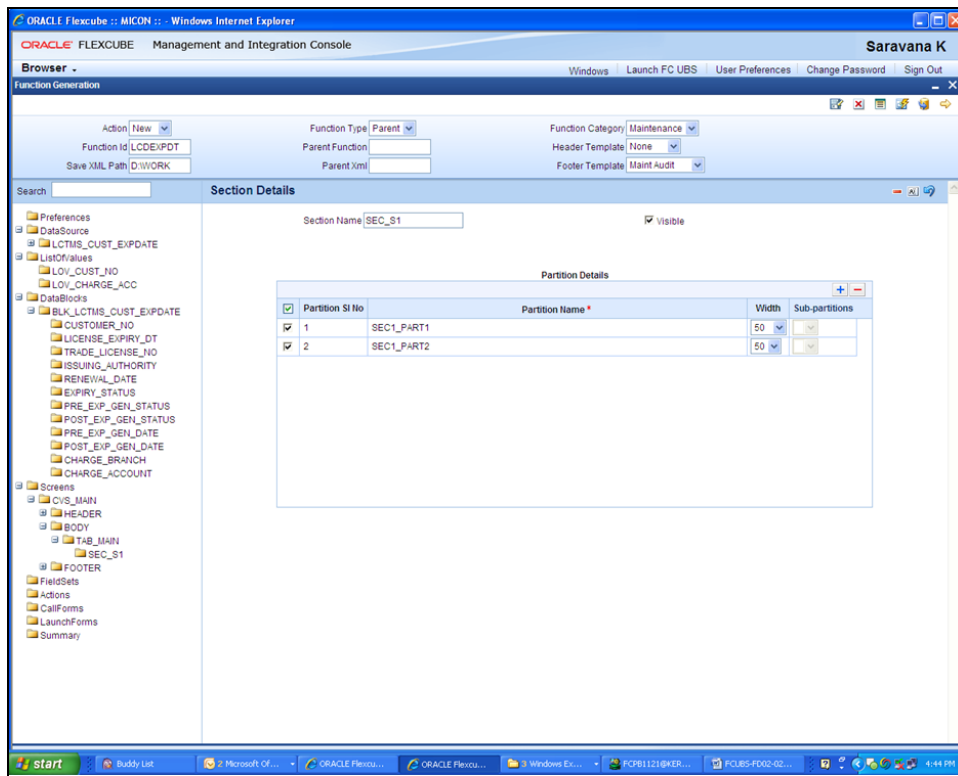 ORACLE Flexcube :: MICON :: - Windows Internet Explorer
ORACLE FLEXCUBE Management and Integration Console Saravana K
Browser Windows Launch FC UBS User Preferences Change Password Sign Out
Function Generation
Action New Function Type Parent Function Category Maintenance
Function Id LCDEXPDT Parent Function Header Template None
Save XML Path D:\WORK Parent Xml Footer Template Maint Audit
Search
Section Details
Preferences
DataSource
LCTMS_CUST_EXPDATE
ListOfValues
LOV_CUST_NO
LOV_CHARGE_ACC
DataBlocks
BLK_LCTMS_CUST_EXPDATE
CUSTOMER_NO
LICENSE_EXPIRY_DT
TRADE_LICENSE_NO
ISSUING_AUTHORITY
RENEWAL_DATE
EXPIRY_STATUS
PRE_EXP_GEN_STATUS
POST_EXP_GEN_STATUS
PRE_EXP_GEN_DATE
POST_EXP_GEN_DATE
CHARGE_BRANCH
CHARGE_ACCOUNT
Screens
CVS_MAIN
HEADER
BODY
TAB_MAIN
SEC_S1
FOOTER
FieldSets
Actions
CallForms
LaunchForms
Summary
Section Name SEC_S1 Visible
Partition Details
Partition Sl No Partition Name * Width Sub-partitions
1 SEC1_PART1 50
2 SEC1_PART2 50
start Buddy List 2 Microsoft Of... ORACLE Flexcu... ORACLE Flexcu... 3 Windows Ex... FCPB1121@KER... FCUBS-FD02-02... 4:44 PM